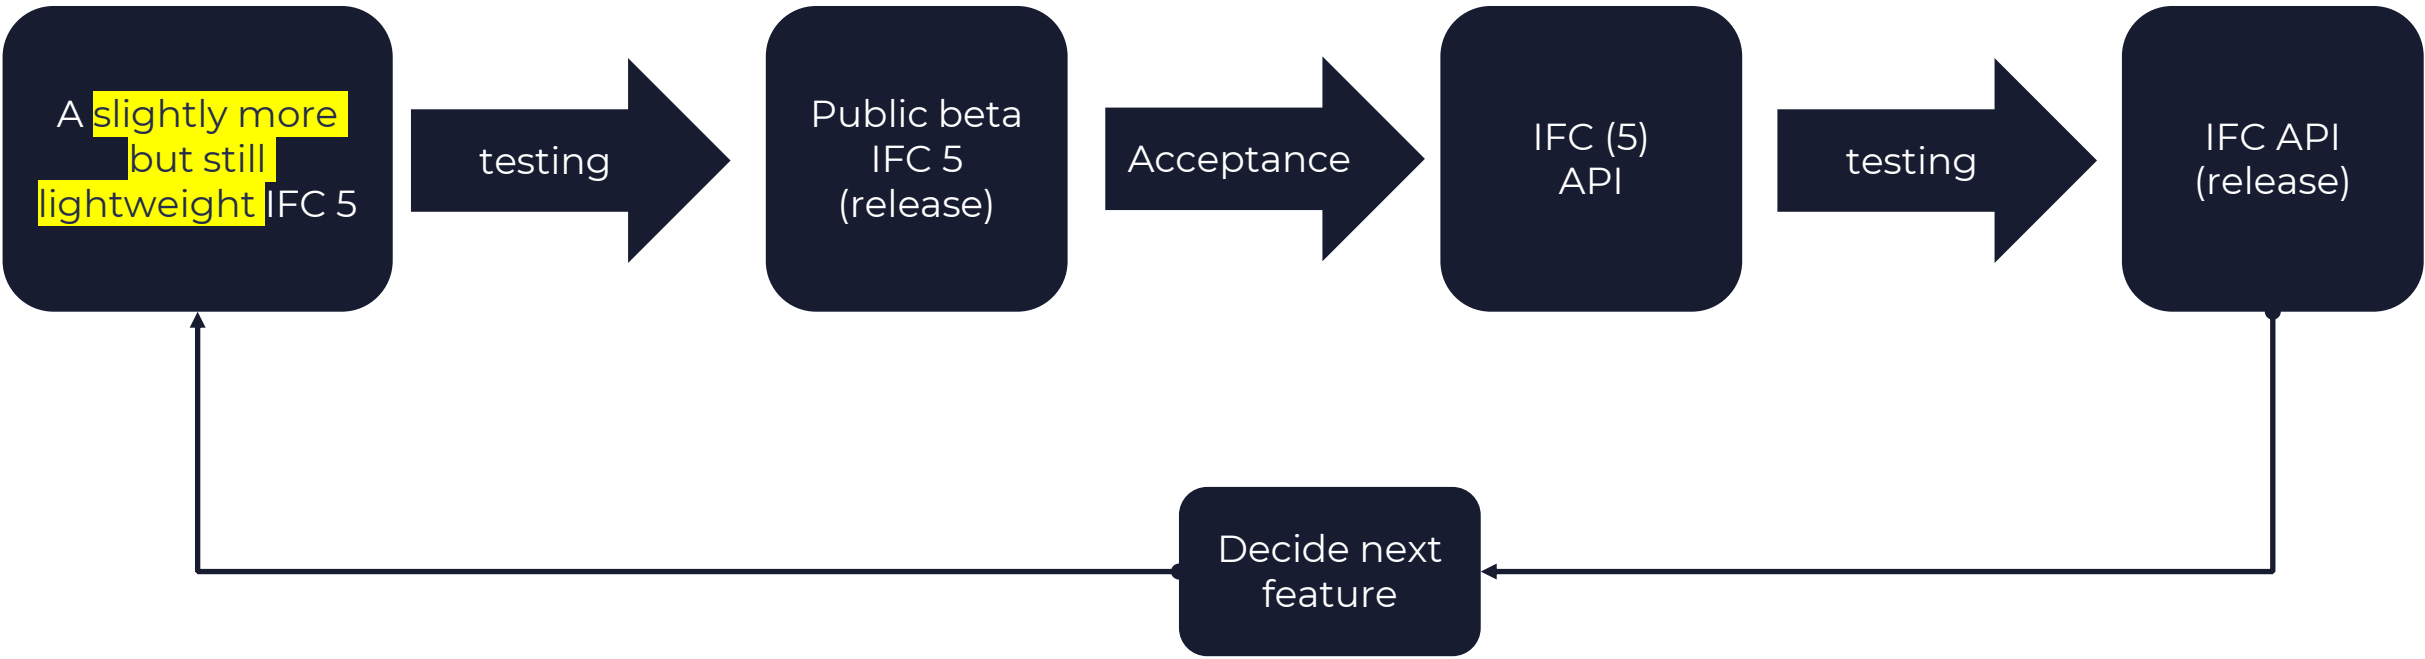 A slightly more
but still
lightweight IFC 5
testing
Public beta
IFC 5
(release)
Acceptance
IFC (5)
API
testing
IFC API
(release)
Decide next
feature